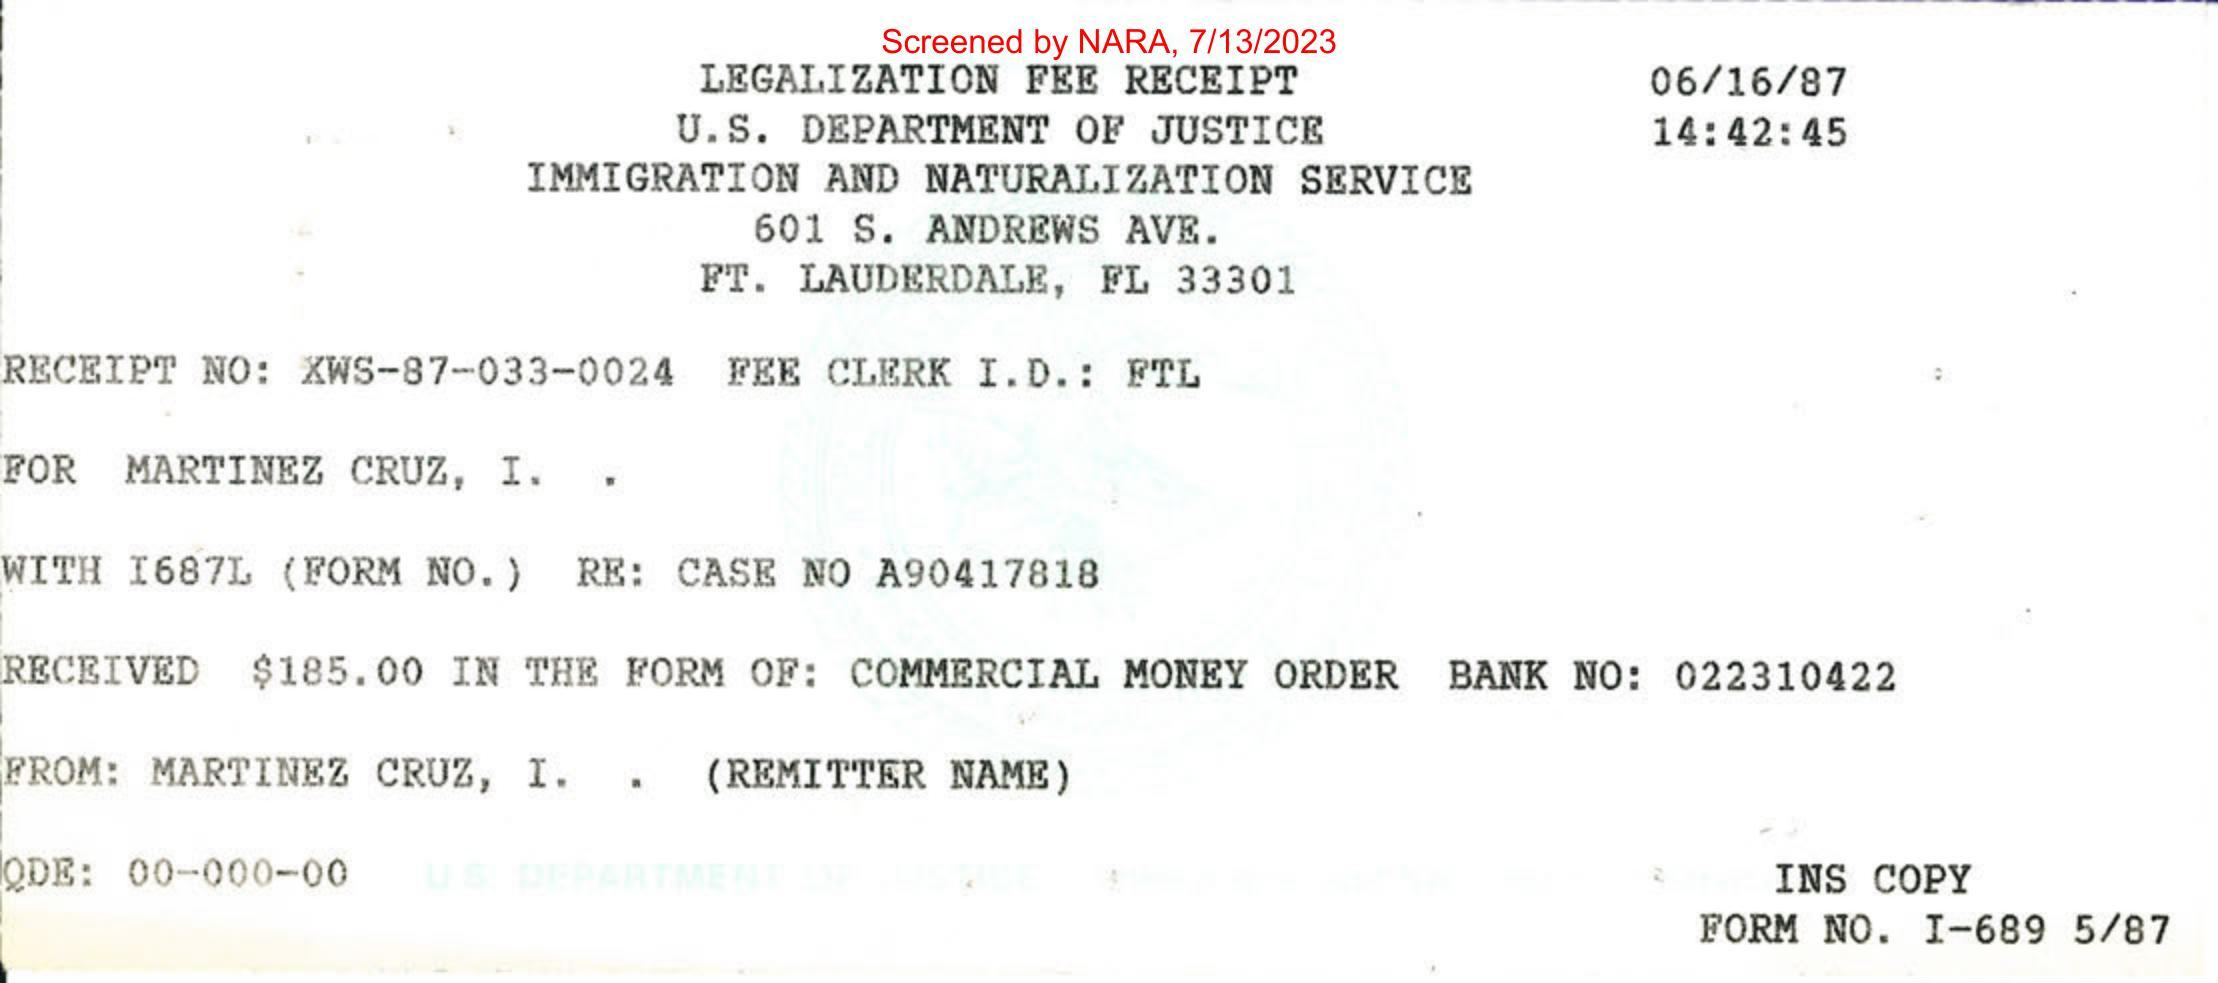 Screened by NARA, 7/13/2023
LEGALIZATION FEE RECEIPT 06/16/87
U.S. DEPARTMENT OF JUSTICE 14:42:45
IMMIGRATION AND NATURALIZATION SERVICE
601 S. ANDREWS AVE.
FT. LAUDERDALE, FL 33301
RECEIPT NO: XWS-87-033-0024 FEE CLERK I.D.: FTL
FOR MARTINEZ CRUZ, I. .
WITH I687L (FORM NO.) RE: CASE NO A90417818
RECEIVED $185.00 IN THE FORM OF: COMMERCIAL MONEY ORDER BANK NO: 022310422
FROM: MARTINEZ CRUZ, I. . (REMITTER NAME)
QDE: 00-000-00
U.S. DEPARTMENT OF JUSTICE
INS COPY
FORM NO. I-689 5/87